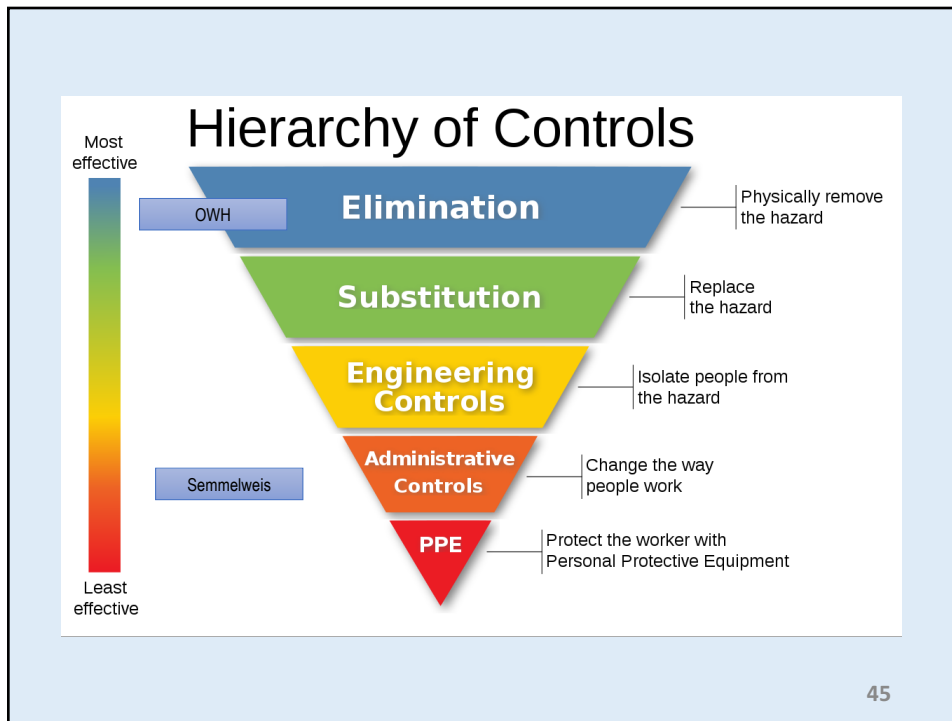 Hierarchy of Controls
Most
effective
OWH
Elimination
Physically remove
the hazard
Substitution
Replace
the hazard
Engineering
Controls
Isolate people from
the hazard
Semmelweis
Administrative
Controls
Change the way
people work
PPE
Protect the worker with
Personal Protective Equipment
Least
effective
45